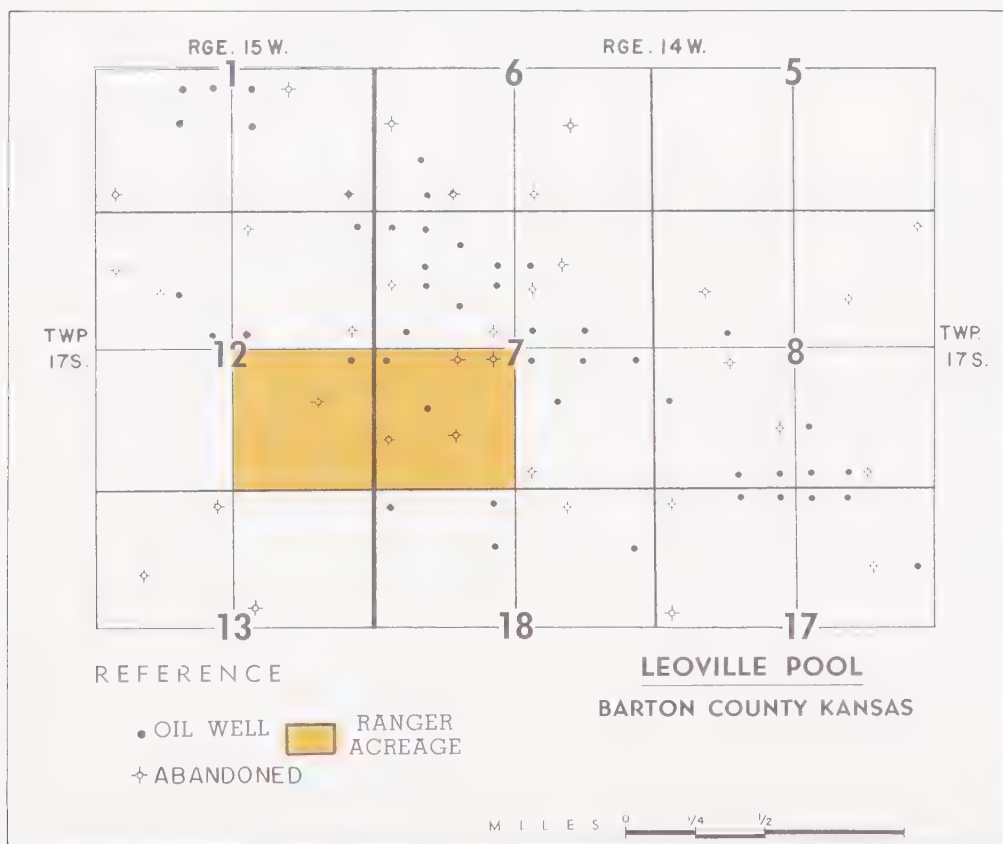 RGE. 15 W. RGE. 14 W.
1 6 5
TWP. 17S.
12 7 8
TWP. 17S.
13 18 17
REFERENCE
OIL WELL
RANGER ACREAGE
ABANDONED
LEOVILLE POOL
BARTON COUNTY KANSAS
MILES 0 1/4 1/2